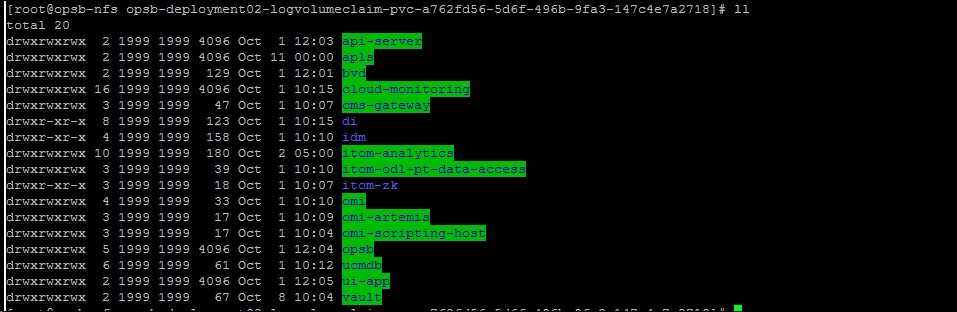 [root@opsb-nfs opsb-deployment02-logvolumeclaim-pvc-a762fd56-5d6f-496b-9fa3-147c4e7a2718]# ll
total 20
drwxrwxrwx 2 1999 1999 4096 Oct 1 12:03 api-server
drwxrwxrwx 2 1999 1999 4096 Oct 11 00:00 apls
drwxrwxrwx 2 1999 1999 129 Oct 1 12:01 bvd
drwxrwxrwx 16 1999 1999 4096 Oct 1 10:15 cloud-monitoring
drwxrwxrwx 3 1999 1999 47 Oct 1 10:07 cms-gateway
drwxr-xr-x 8 1999 1999 123 Oct 1 10:15 di
drwxr-xr-x 4 1999 1999 158 Oct 1 10:10 idm
drwxrwxrwx 10 1999 1999 180 Oct 2 05:00 itom-analytics
drwxrwxrwx 3 1999 1999 39 Oct 1 10:10 itom-odl-pt-data-access
drwxr-xr-x 3 1999 1999 18 Oct 1 10:07 itom-zk
drwxrwxrwx 4 1999 1999 33 Oct 1 10:10 omi
drwxrwxrwx 3 1999 1999 17 Oct 1 10:09 omi-artemis
drwxrwxrwx 3 1999 1999 17 Oct 1 10:04 omi-scripting-host
drwxrwxrwx 5 1999 1999 4096 Oct 1 12:04 opsb
drwxrwxrwx 6 1999 1999 61 Oct 1 10:12 ucmdb
drwxrwxrwx 2 1999 1999 4096 Oct 1 12:05 ui-app
drwxrwxrwx 2 1999 1999 67 Oct 8 10:04 vault